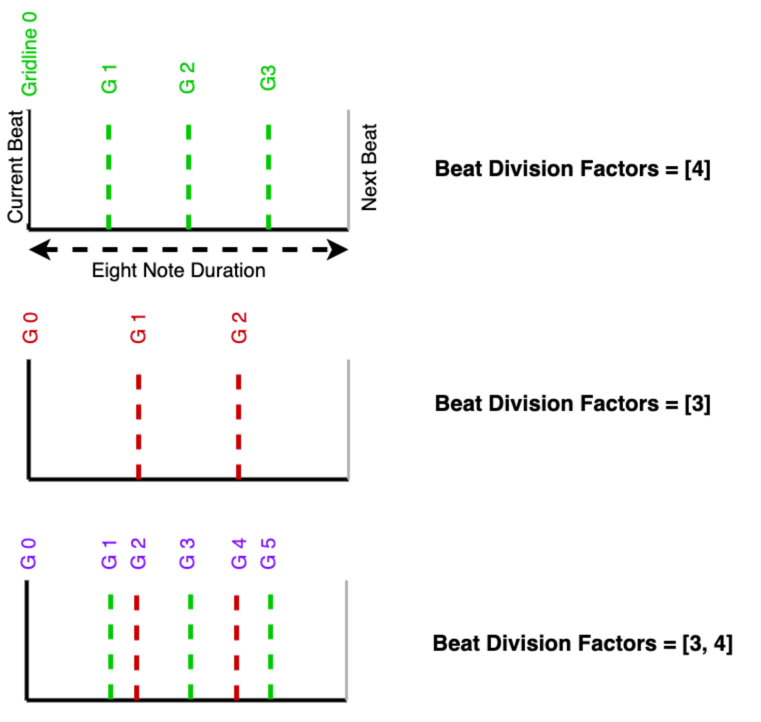 Gridline 0
G 1
G 2
G3
Current Beat
Next Beat
Beat Division Factors = [4]
Eight Note Duration
G 0
G 1
G 2
Beat Division Factors = [3]
G 0
G 1
G 2
G 3
G 4
G 5
Beat Division Factors = [3, 4]